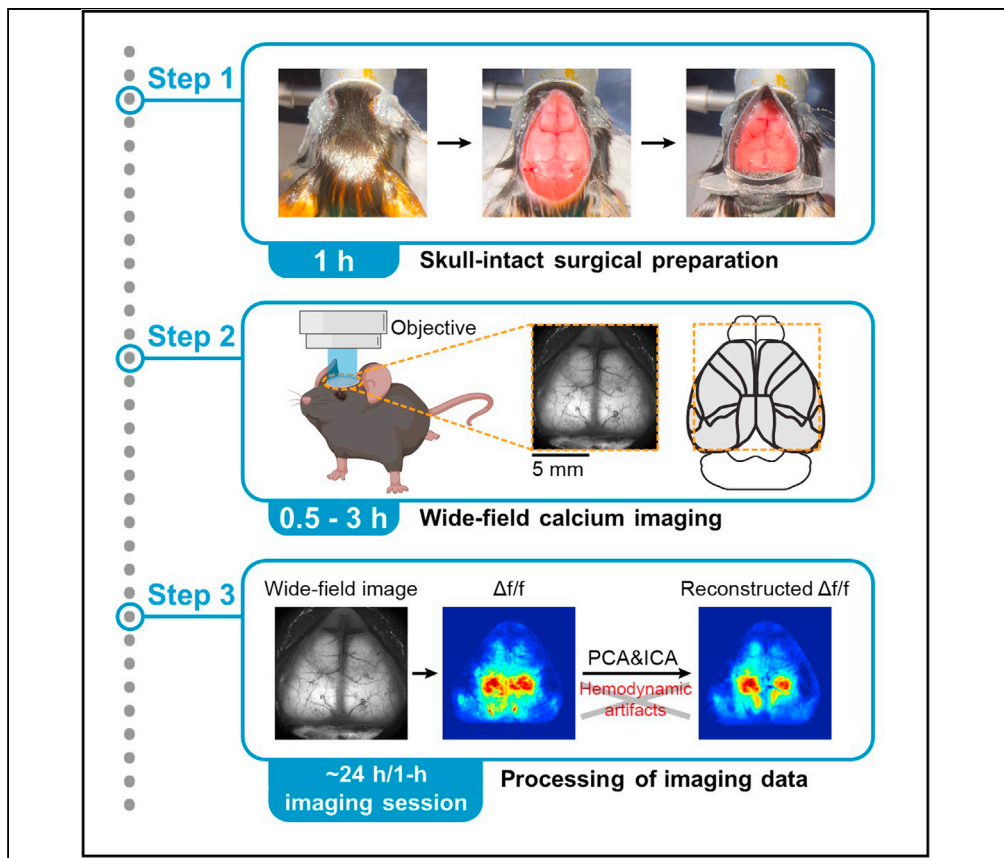 Step 1
1 h
Skull-intact surgical preparation
Step 2
Objective
5 mm
0.5 - 3 h
Wide-field calcium imaging
Step 3
Wide-field image
Δf/f
Reconstructed Δf/f
PCA&ICA
Hemodynamic
artifacts
~24 h/1-h
imaging session
Processing of imaging data